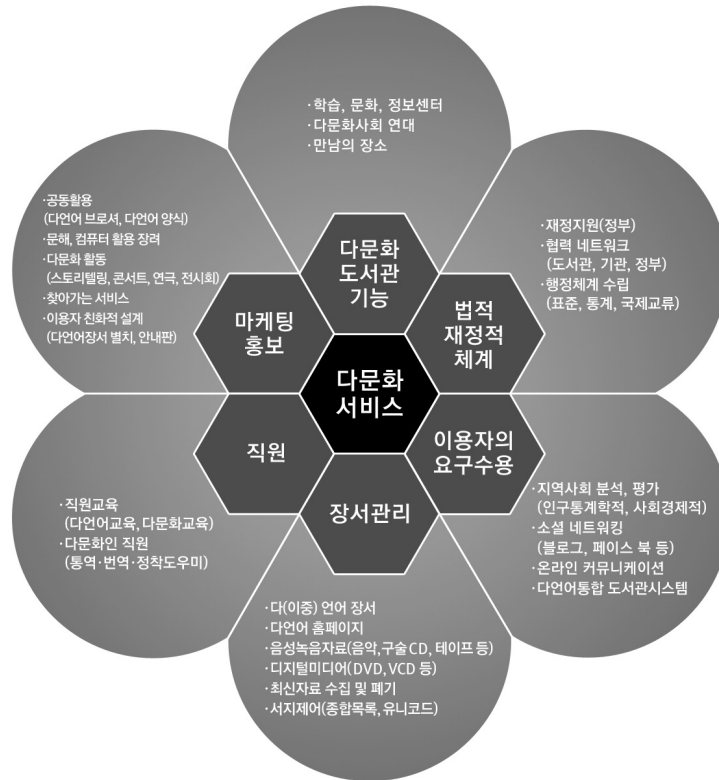 ·학습, 문화, 정보센터
·다문화사회 연대
·만남의 장소
다문화
도서관
기능
·재정지원(정부)
·협력 네트워크
(도서관, 기관, 정부)
·행정체계 수립
(표준, 통계, 국제교류)
법적
재정적
체계
·지역사회 분석, 평가
(인구통계학적, 사회경제적)
·소셜 네트워킹
(블로그, 페이스 북 등)
·온라인 커뮤니케이션
·다언어통합 도서관시스템
이용자의
요구수용
·다(이중) 언어 장서
·다언어 홈페이지
·음성녹음자료(음악,구술CD, 테이프 등)
·디지털미디어(DVD, VCD 등)
·최신자료 수집 및 폐기
·서지제어(종합목록, 유니코드)
장서관리
·직원교육
(다언어교육, 다문화교육)
·다문화인 직원
(통역·번역·정착도우미)
직원
·공동활용
(다언어 브로셔, 다언어 양식)
·문해, 컴퓨터 활용 장려
·다문화 활동
(스토리텔링, 콘서트, 연극, 전시회)
·찾아가는 서비스
·이용자 친화적 설계
(다언어장서 별치, 안내판)
마케팅
홍보
다문화
서비스